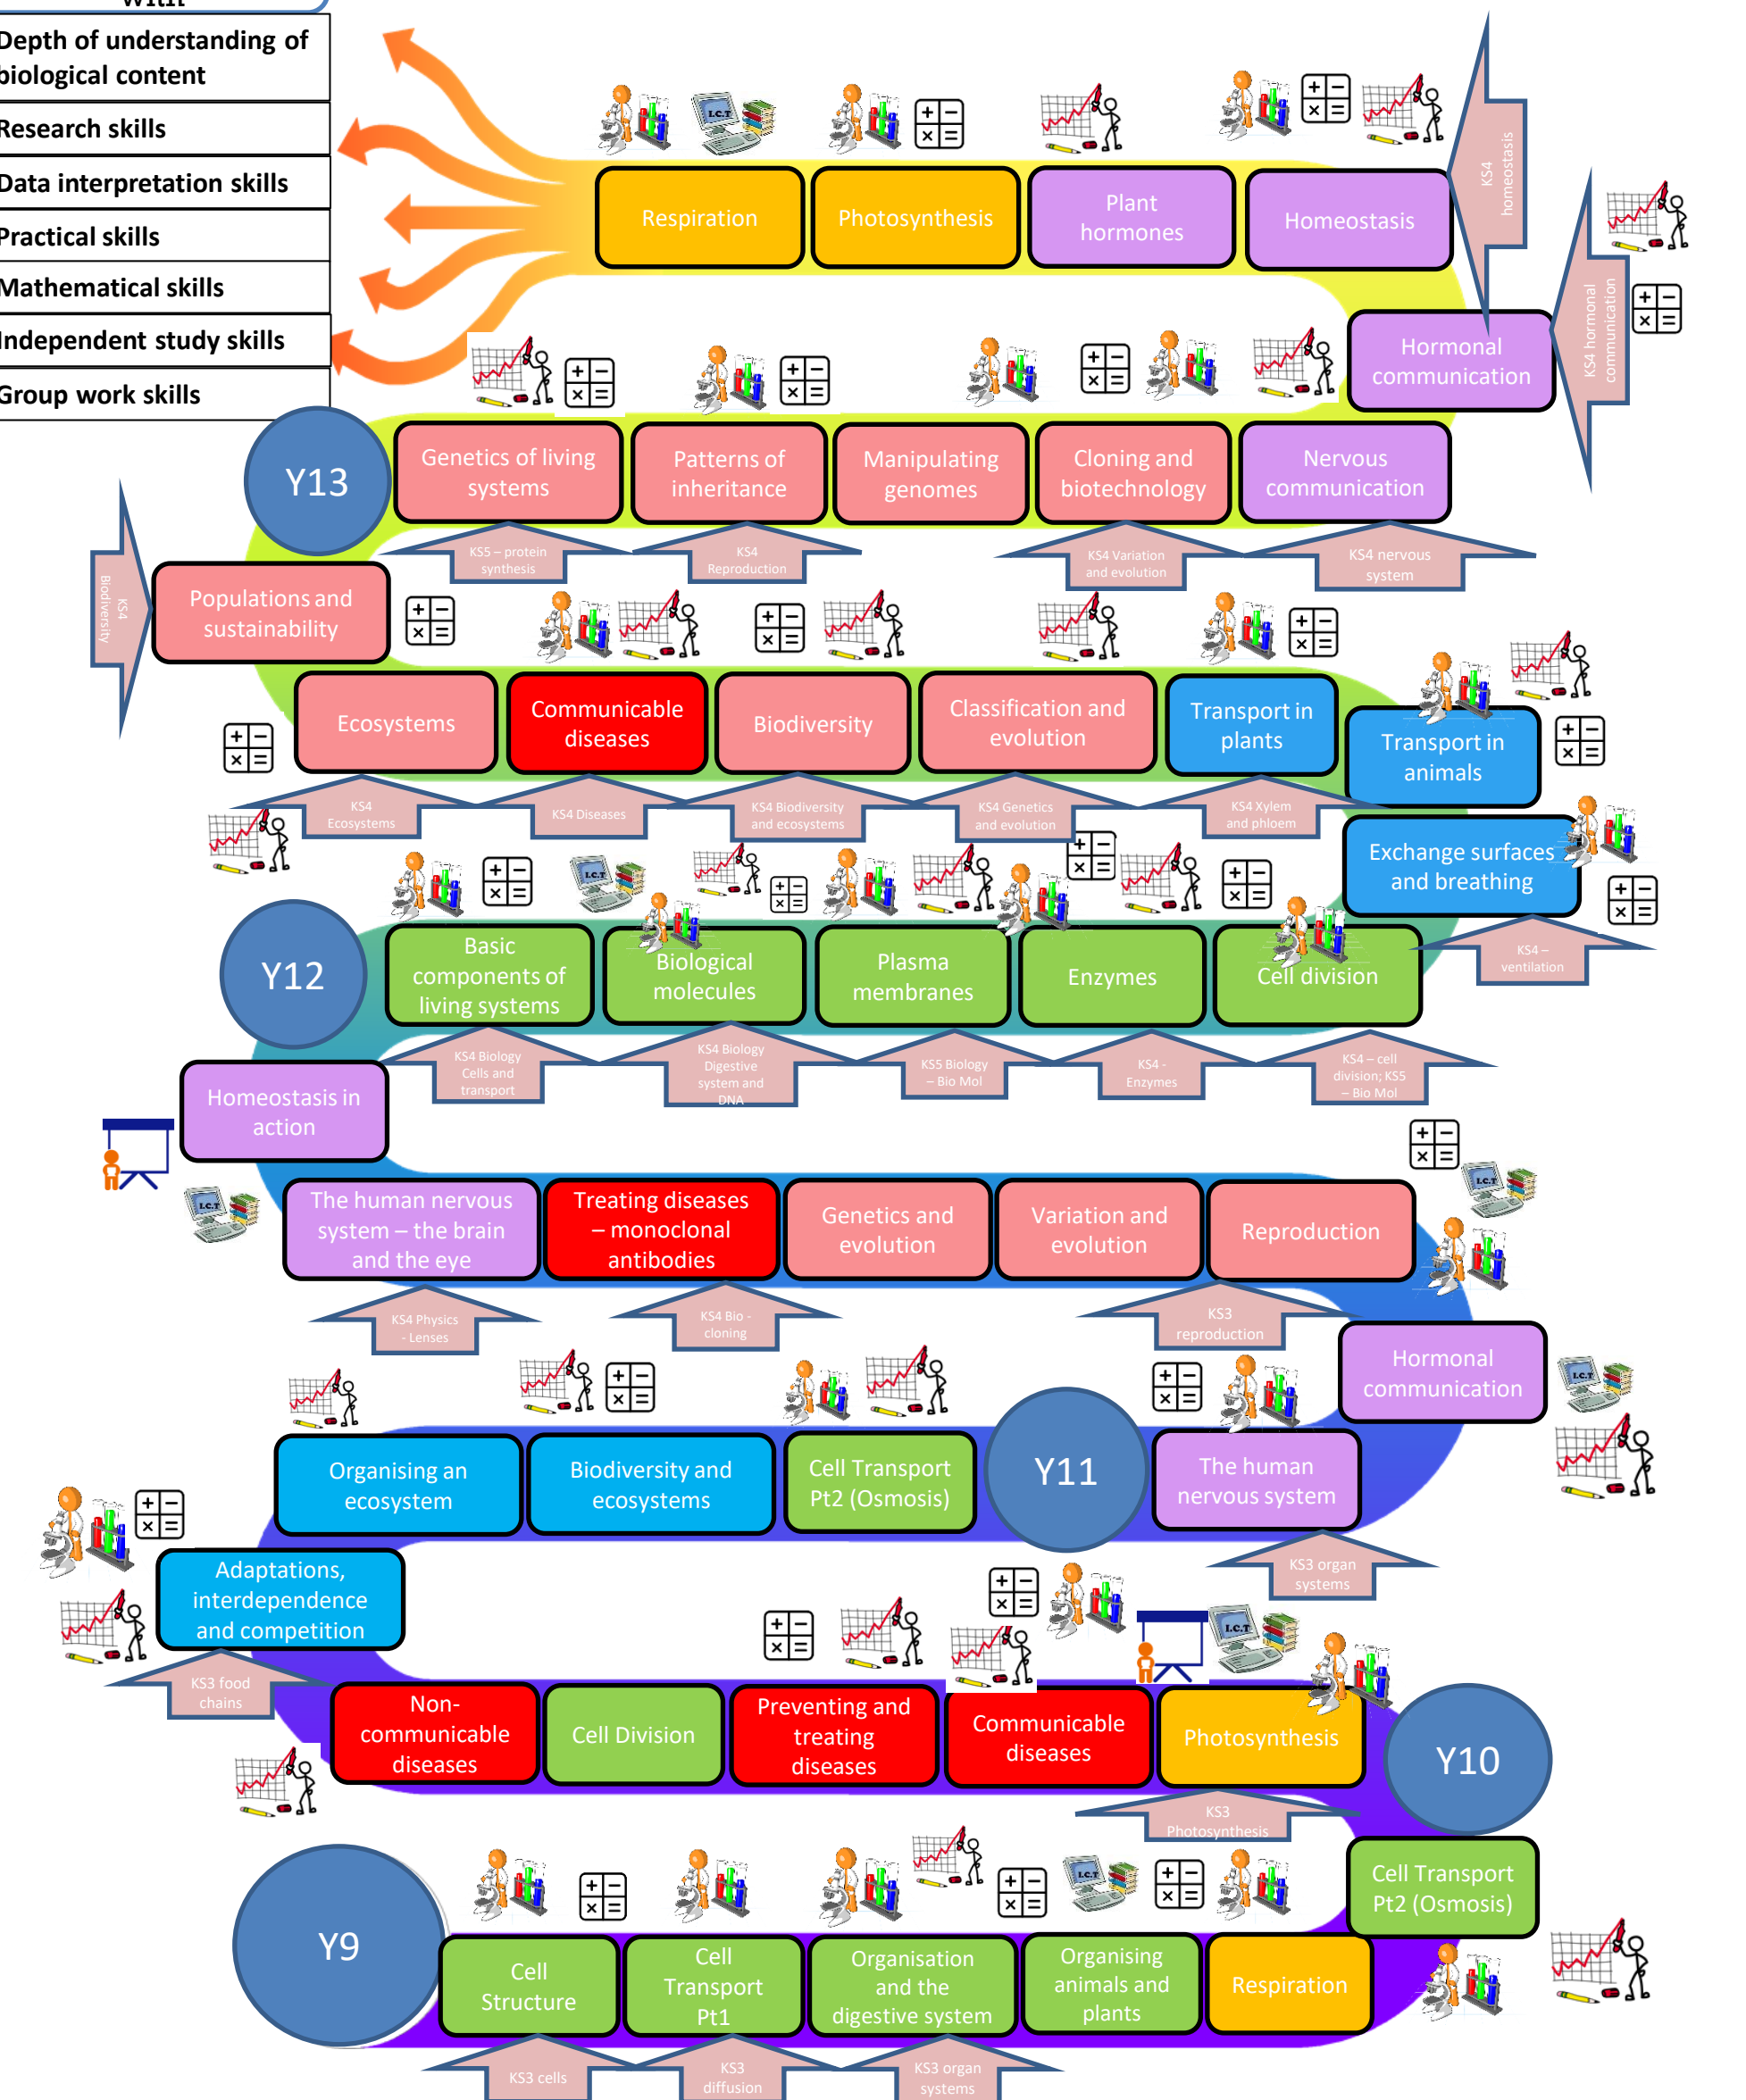 with
Depth of understanding of
biological content
Research skills
Data interpretation skills
Practical skills
Mathematical skills
Independent study skills
Group work skills
I.C.T
Respiration
Photosynthesis
Plant
hormones
Homeostasis
KS4
homeostasis
KS4 hormonal
communication
Hormonal
communication
Y13
Genetics of living
systems
Patterns of
inheritance
Manipulating
genomes
Cloning and
biotechnology
Nervous
communication
KS5 – protein
synthesis
KS4
Reproduction
KS4 Variation
and evolution
KS4 nervous
system
KS4
Biodiversity
Populations and
sustainability
Ecosystems
Communicable
diseases
Biodiversity
Classification and
evolution
Transport in
plants
Transport in
animals
KS4
Ecosystems
KS4 Diseases
KS4 Biodiversity
and ecosystems
KS4 Genetics
and evolution
KS4 Xylem
and phloem
Exchange surfaces
and breathing
I.C.T
Y12
Basic
components of
living systems
Biological
molecules
Plasma
membranes
Enzymes
Cell division
KS4 –
ventilation
KS4 Biology
Cells and
transport
KS4 Biology
Digestive
system and
DNA
KS5 Biology
– Bio Mol
KS4 -
Enzymes
KS4 – cell
division; KS5
– Bio Mol
Homeostasis in
action
I.C.T
I.C.T
The human nervous
system – the brain
and the eye
Treating diseases
– monoclonal
antibodies
Genetics and
evolution
Variation and
evolution
Reproduction
KS4 Physics
- Lenses
KS4 Bio -
cloning
KS3
reproduction
Hormonal
communication
I.C.T
Organising an
ecosystem
Biodiversity and
ecosystems
Cell Transport
Pt2 (Osmosis)
Y11
The human
nervous system
KS3 organ
systems
Adaptations,
interdependence
and competition
I.C.T
KS3 food
chains
Non-
communicable
diseases
Cell Division
Preventing and
treating
diseases
Communicable
diseases
Photosynthesis
Y10
KS3
Photosynthesis
I.C.T
Cell Transport
Pt2 (Osmosis)
Y9
Cell
Structure
Cell
Transport
Pt1
Organisation
and the
digestive system
Organising
animals and
plants
Respiration
KS3 cells
KS3
diffusion
KS3 organ
systems